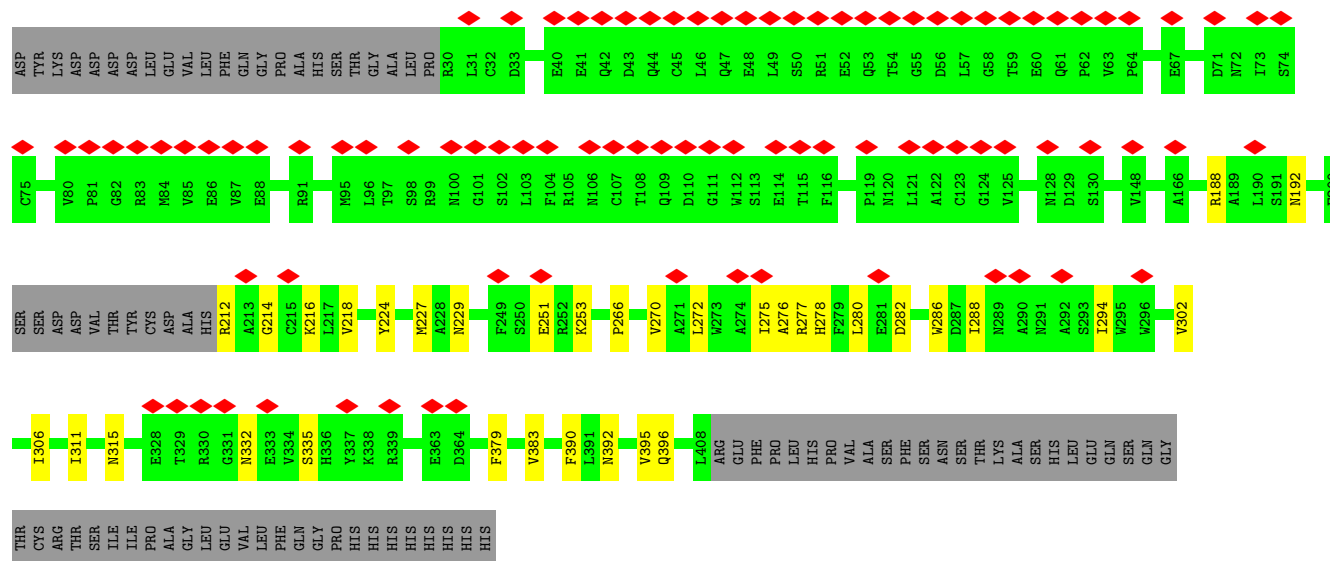 ASP TYR LYS ASP ASP ASP ASP LEU GLU VAL LEU PHE GLN GLY PRO ALA HIS SER THR GLY ALA LEU PRO R30 L31 C32 D33 E40 E41 Q42 D43 Q44 C45 L46 Q47 E48 L49 S50 R51 E52 Q53 T54 G55 D56 L57 G58 T59 E60 Q61 P62 V63 P64 E67 D71 N72 I73 S74
C75 V80 P81 G82 R83 M84 V85 E86 V87 E88 R91 M95 L96 T97 S98 R99 N100 G101 S102 L103 F104 R105 N106 C107 T108 Q109 D110 G111 W112 S113 E114 T115 F116 P119 N120 L121 A122 C123 G124 V125 N128 D129 S130 V148 A166 R188 A189 L190 S191 N192
SER SER ASP ASP VAL THR TYR CYS ASP ALA HIS R212 A213 G214 C215 K216 L217 V218 Y224 M227 A228 N229 F249 S250 E251 R252 K253 P266 V270 A271 L272 W273 A274 I275 A276 R277 H278 F279 L280 E281 D282 W286 D287 I288 N289 A290 N291 A292 S293 I294 W295 W296 V302
I306 I311 N315 E328 T329 R330 G331 N332 E333 V334 S335 H336 Y337 K338 R339 E363 D364 F379 V383 F390 L391 N392 V395 Q396 L408 ARG GLU PHE PRO LEU HIS PRO VAL ALA SER PHE SER ASN SER THR LYS ALA SER HIS LEU GLU GLN SER GLN GLY
THR CYS ARG THR SER ILE ILE PRO ALA GLY LEU GLU VAL LEU PHE GLN GLY PRO HIS HIS HIS HIS HIS HIS HIS HIS